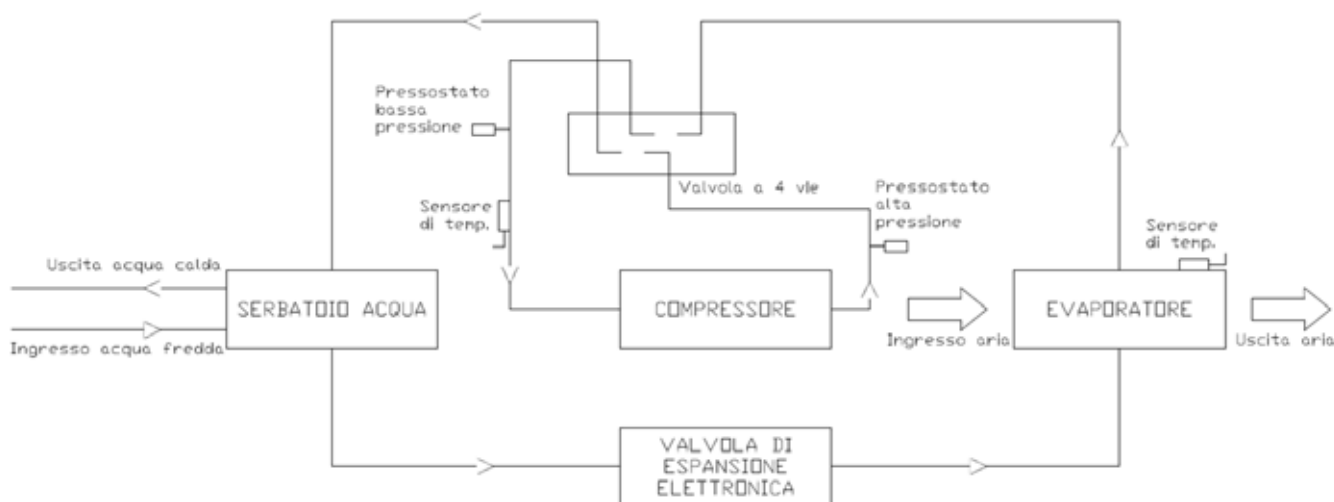 Pressostato
bassa
pressione
Valvola a 4 vie
Pressostato
alta
pressione
Sensore
di temp.
Sensore
di temp.
Uscita acqua calda
SERBATOIO ACQUA
COMPRESSORE
EVAPORATORE
Ingresso acqua fredda
Ingresso aria
Uscita aria
VALVOLA DI
ESPANSIONE
ELETTRONICA